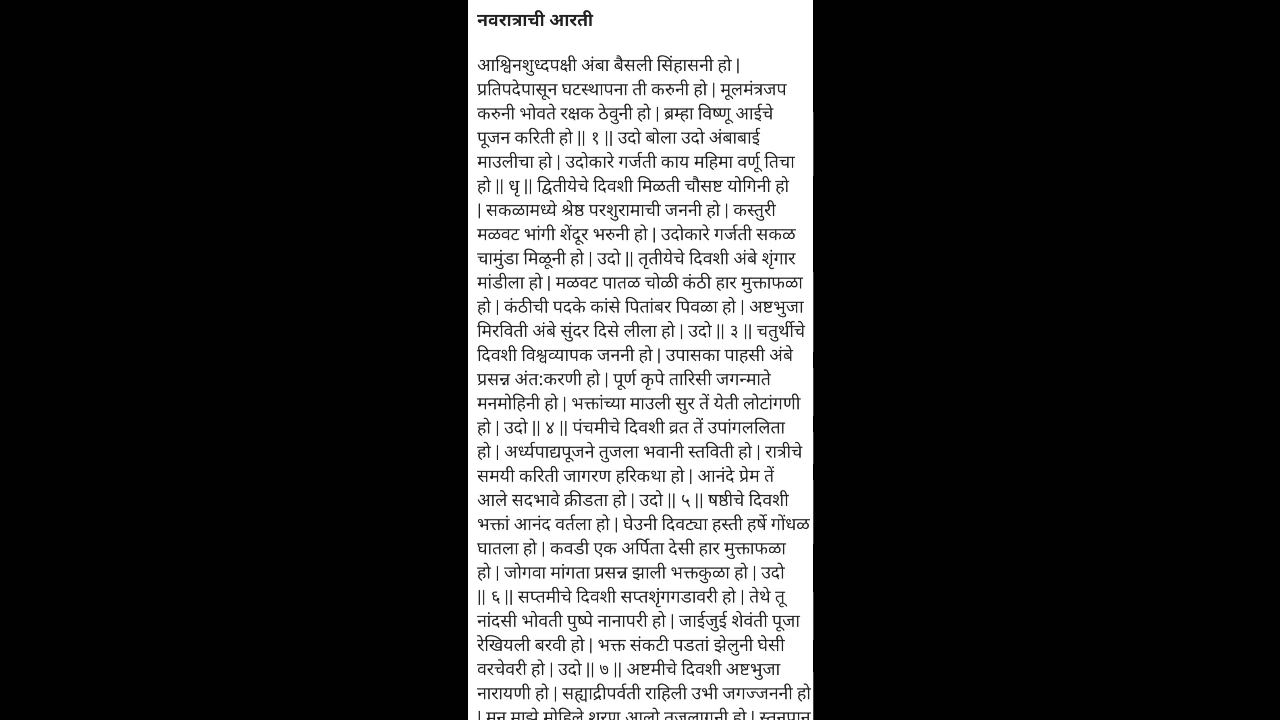 नवरात्राची आरती
आश्विनशुध्दपक्षी अंबा बैसली सिंहासनी हो |
प्रतिपदेपासून घटस्थापना ती करुनी हो | मूलमंत्रजप
करुनी भोवते रक्षक ठेवुनी हो | ब्रम्हा विष्णू आईचे
पूजन करिती हो || १ || उदो बोला उदो अंबाबाई
माउलीचा हो | उदोकारे गर्जती काय महिमा वर्णू तिचा
हो || धृ || द्वितीयेचे दिवशी मिळती चौसष्ट योगिनी हो
| सकळामध्ये श्रेष्ठ परशुरामाची जननी हो | कस्तुरी
मळवट भांगी शेंदूर भरुनी हो | उदोकारे गर्जती सकळ
चामुंडा मिळूनी हो | उदो || तृतीयेचे दिवशी अंबे शृंगार
मांडीला हो | मळवट पातळ चोळी कंठी हार मुक्ताफळा
हो | कंठीची पदके कांसे पितांबर पिवळा हो | अष्टभुजा
मिरविती अंबे सुंदर दिसे लीला हो | उदो || ३ || चतुर्थीचे
दिवशी विश्वव्यापक जननी हो | उपासका पाहसी अंबे
प्रसन्न अंत:करणी हो | पूर्ण कृपे तारिसी जगन्माते
मनमोहिनी हो | भक्तांच्या माउली सुर तें येती लोटांगणी
हो | उदो || ४ || पंचमीचे दिवशी व्रत तें उपांगललिता
हो | अर्ध्यपाद्यपूजने तुजला भवानी स्तविती हो | रात्रीचे
समयी करिती जागरण हरिकथा हो | आनंदे प्रेम तें
आले सदभावे क्रीडता हो | उदो || ५ || षष्ठीचे दिवशी
भक्तां आनंद वर्तला हो | घेउनी दिवट्या हस्ती हर्षे गोंधळ
घातला हो | कवडी एक अर्पिता देसी हार मुक्ताफळा
हो | जोगवा मांगता प्रसन्न झाली भक्तकुळा हो | उदो
|| ६ || सप्तमीचे दिवशी सप्तशृंगगडावरी हो | तेथे तू
नांदसी भोवती पुष्पे नानापरी हो | जाईजुई शेवंती पूजा
रेखियली बरवी हो | भक्त संकटी पडतां झेलुनी घेसी
वरचेवरी हो | उदो || ७ || अष्टमीचे दिवशी अष्टभुजा
नारायणी हो | सह्याद्रीपर्वती राहिली उभी जगज्जननी हो
| मन माझे मोहिले शरण आलो तुजलागुनी हो | स्तनपान